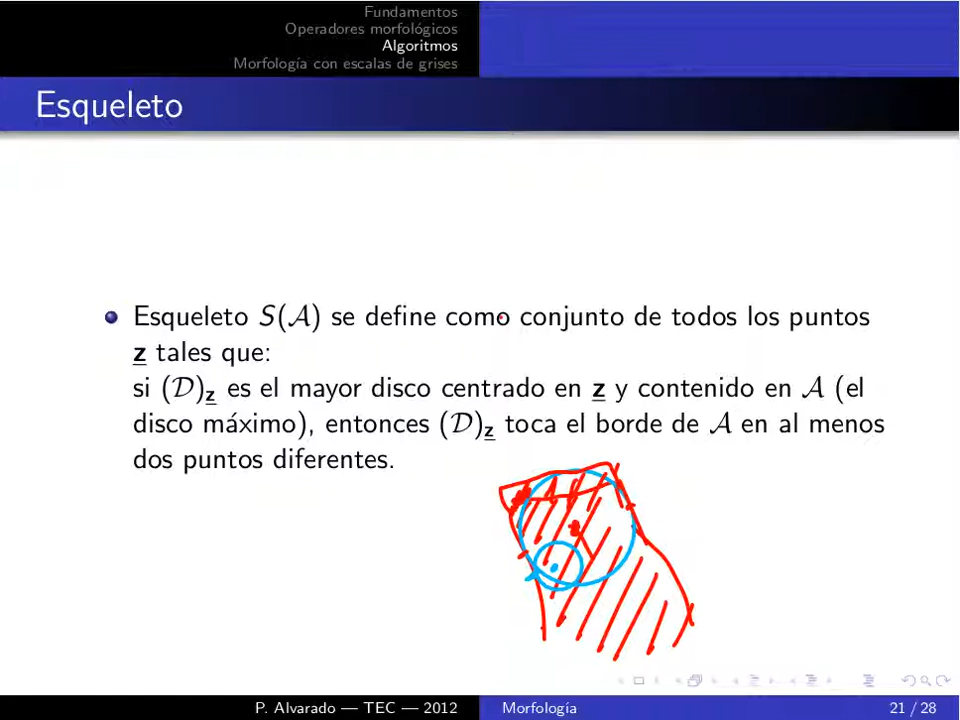 Fundamentos
Operadores morfológicos
Algoritmos
Morfología con escalas de grises
Esqueleto
Esqueleto S(𝒜) se define como conjunto de todos los puntos
z tales que:
si (𝒟)z es el mayor disco centrado en z y contenido en 𝒜 (el
disco máximo), entonces (𝒟)z toca el borde de 𝒜 en al menos
dos puntos diferentes.
P. Alvarado — TEC — 2012 Morfología 21 / 28